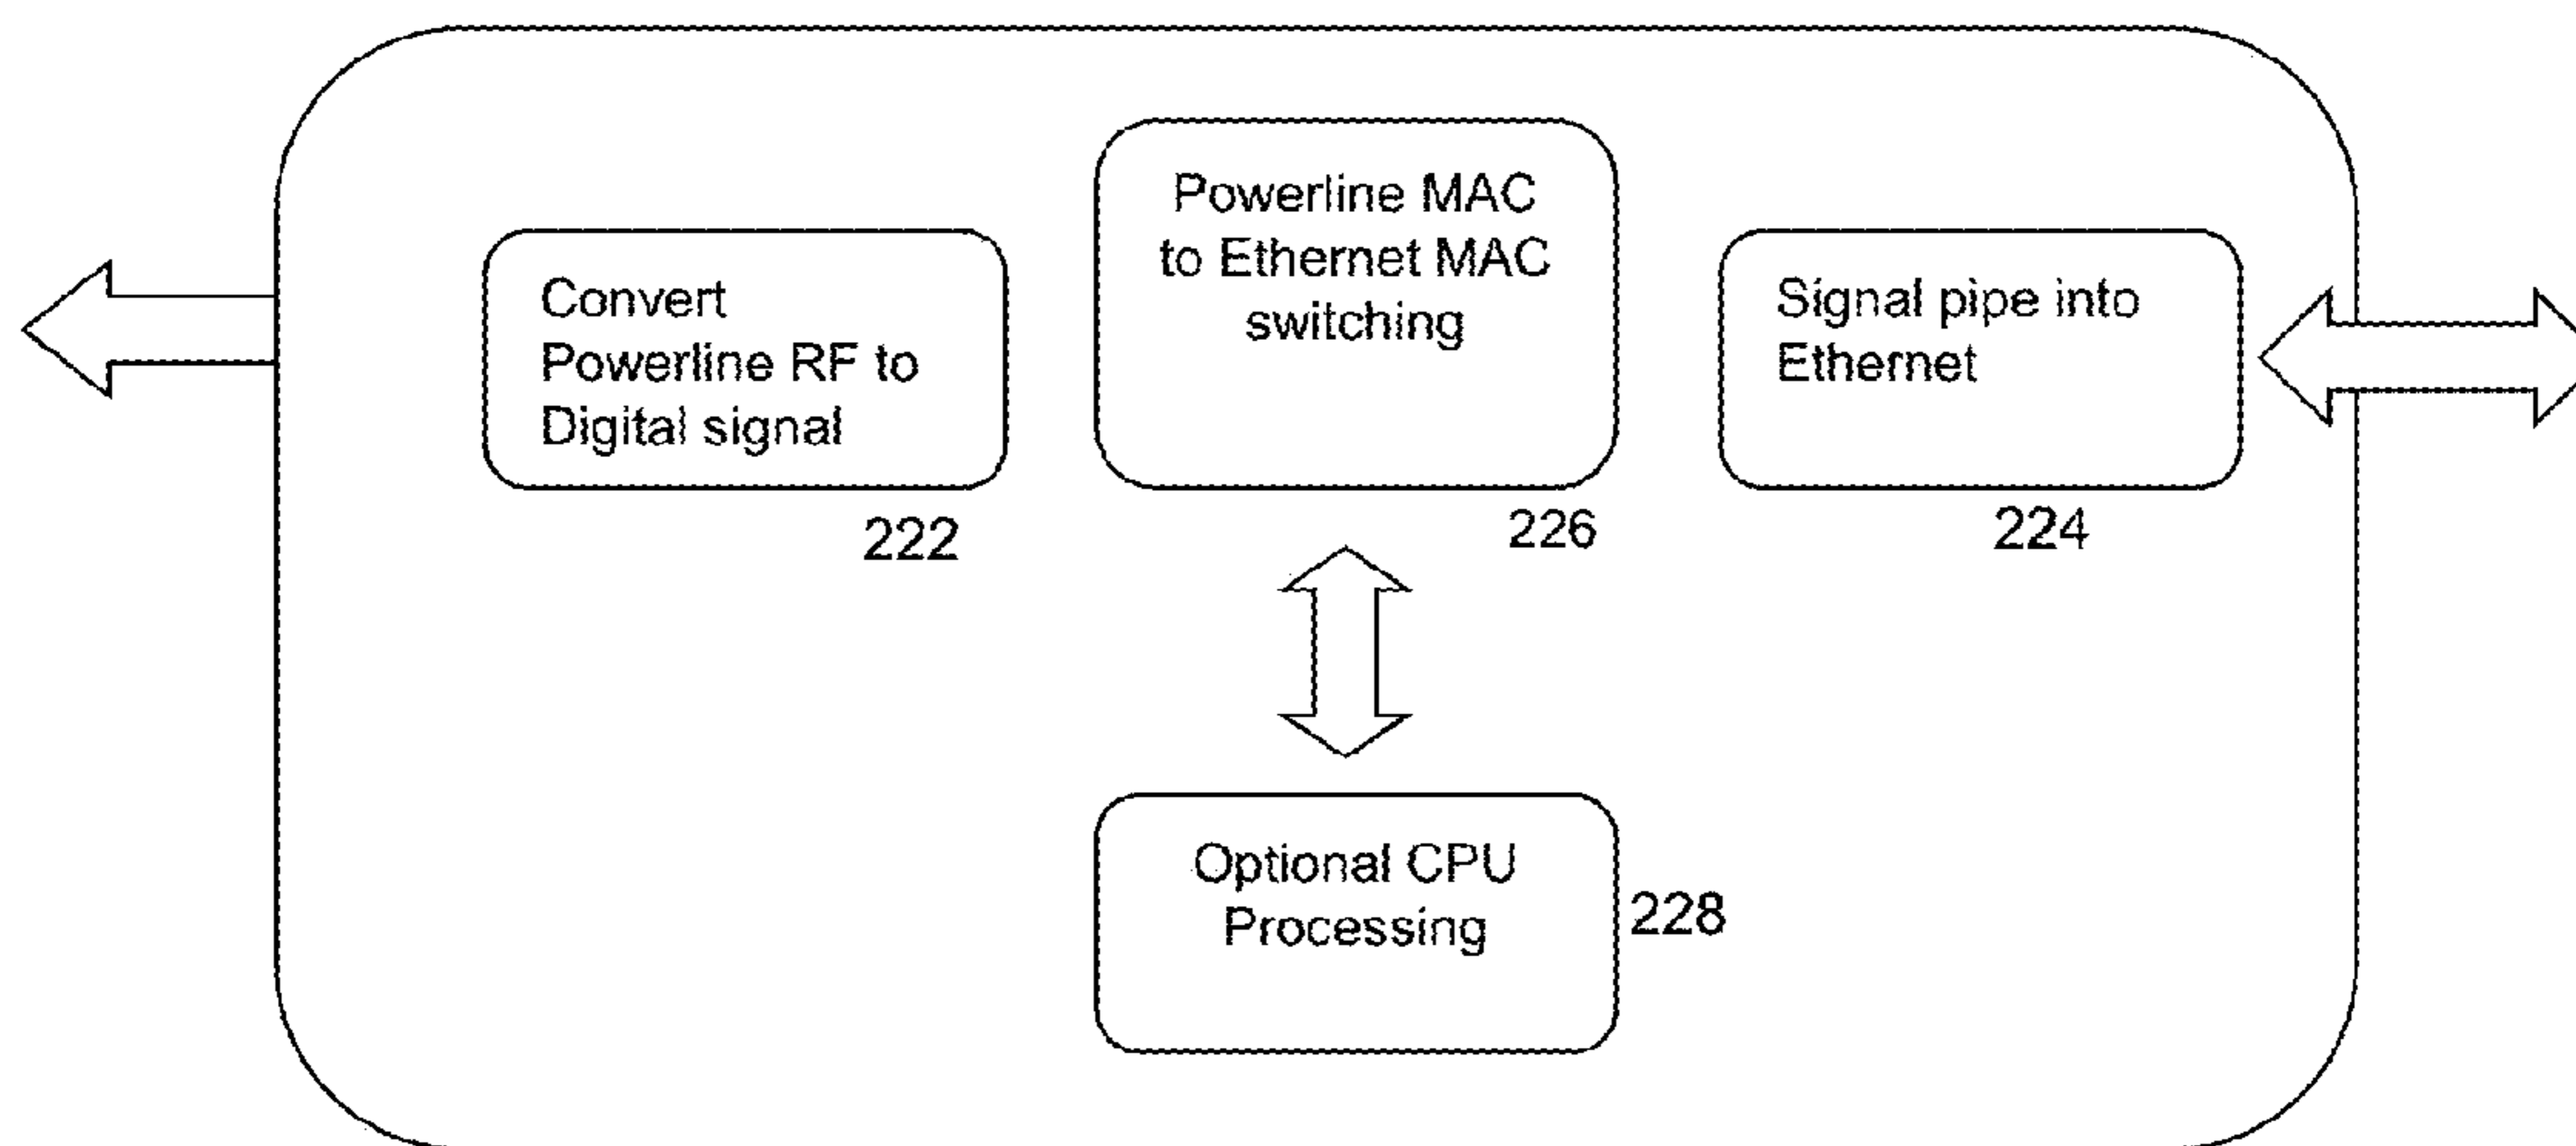 Powerline MAC
to Ethernet MAC
switching
Convert
Powerline RF to
Digital signal
Signal pipe into
Ethernet
222
226
224
Optional CPU
Processing
228